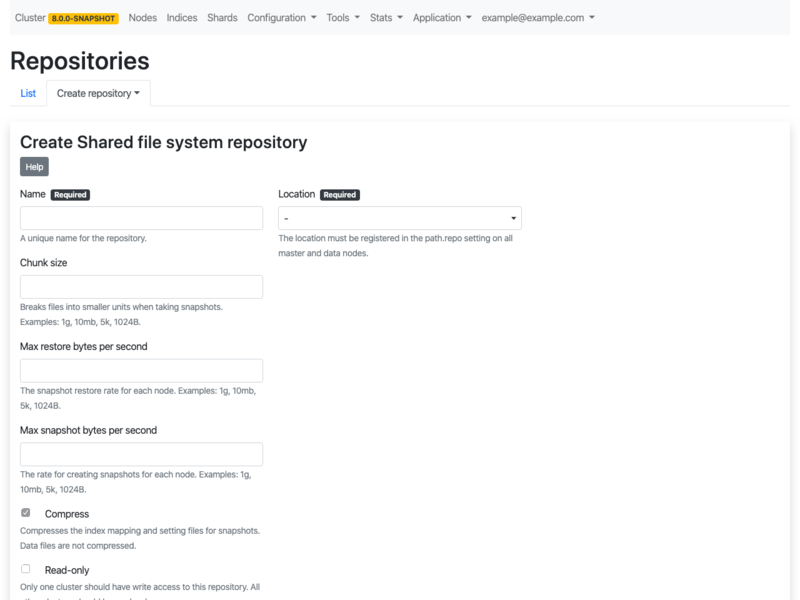 Cluster 8.0.0-SNAPSHOT Nodes Indices Shards Configuration Tools Stats Application example@example.com
Repositories
List Create repository
Create Shared file system repository
Help
Name Required
A unique name for the repository.
Location Required
-
The location must be registered in the path.repo setting on all
master and data nodes.
Chunk size
Breaks files into smaller units when taking snapshots.
Examples: 1g, 10mb, 5k, 1024B.
Max restore bytes per second
The snapshot restore rate for each node. Examples: 1g, 10mb,
5k, 1024B.
Max snapshot bytes per second
The rate for creating snapshots for each node. Examples: 1g,
10mb, 5k, 1024B.
Compress
Compresses the index mapping and setting files for snapshots.
Data files are not compressed.
Read-only
Only one cluster should have write access to this repository. All